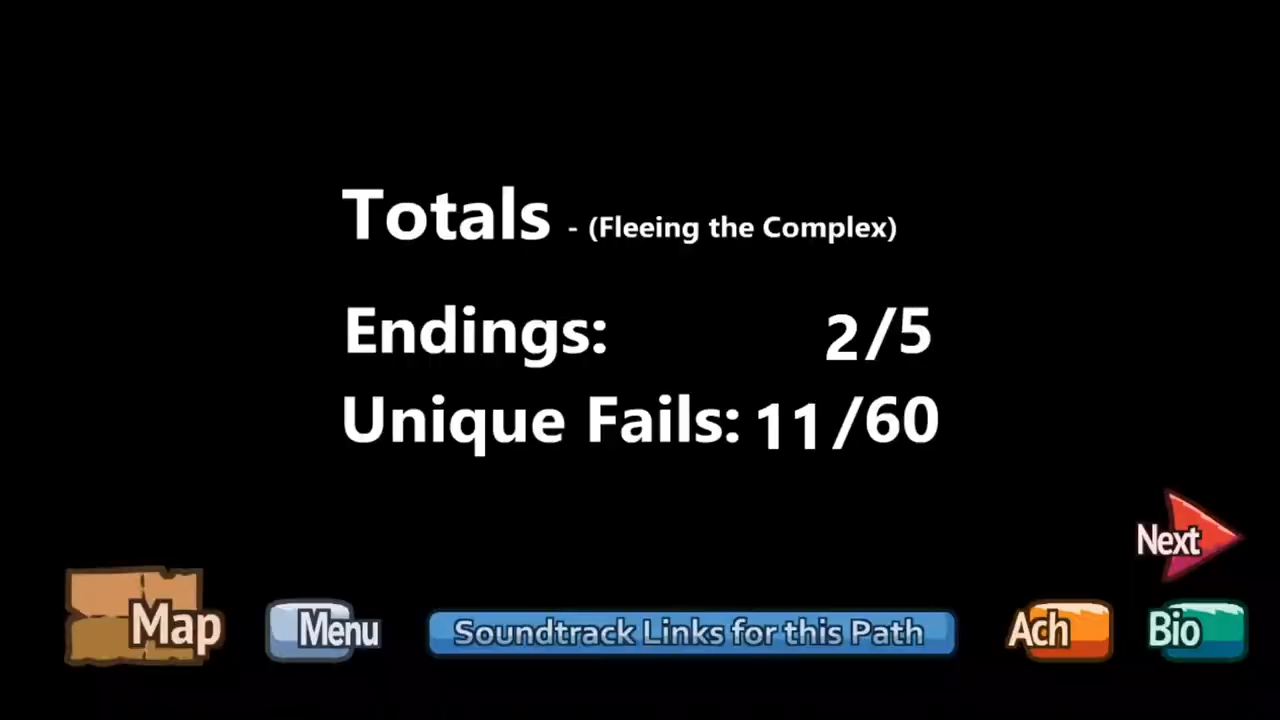 Totals - (Fleeing the Complex)
Endings: 2/5
Unique Fails: 11/60
Next
Map
Menu
Soundtrack Links for this Path
Ach
Bio